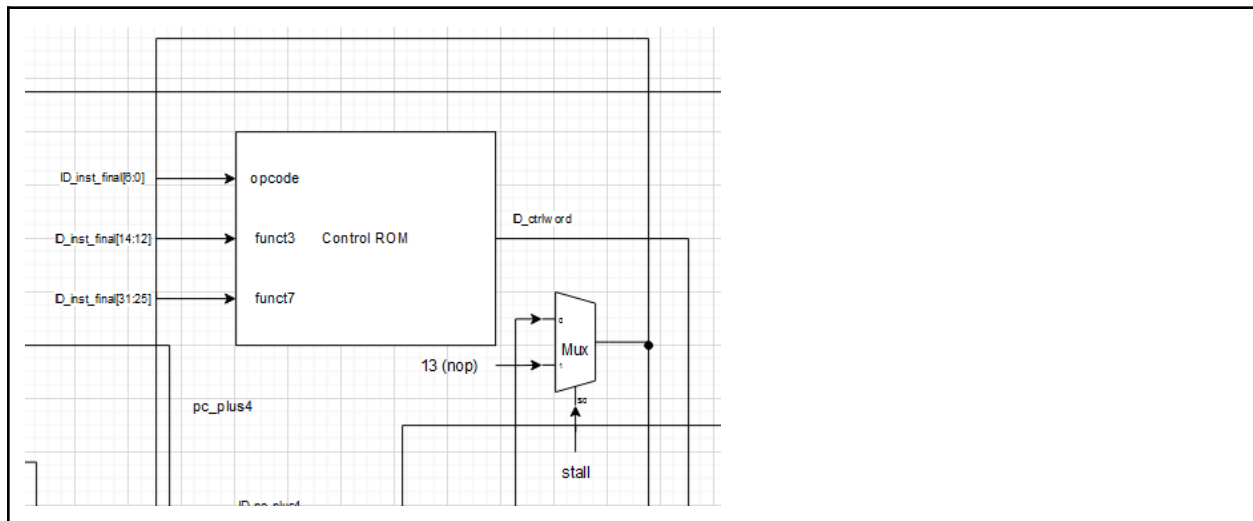 ID_inst_final[6:0]
opcode
ID_ctrlword
ID_inst_final[14:12]
funct3
Control ROM
ID_inst_final[31:25]
funct7
0
Mux
13 (nop)
1
pc_plus4
stall
ID_pc_plus4